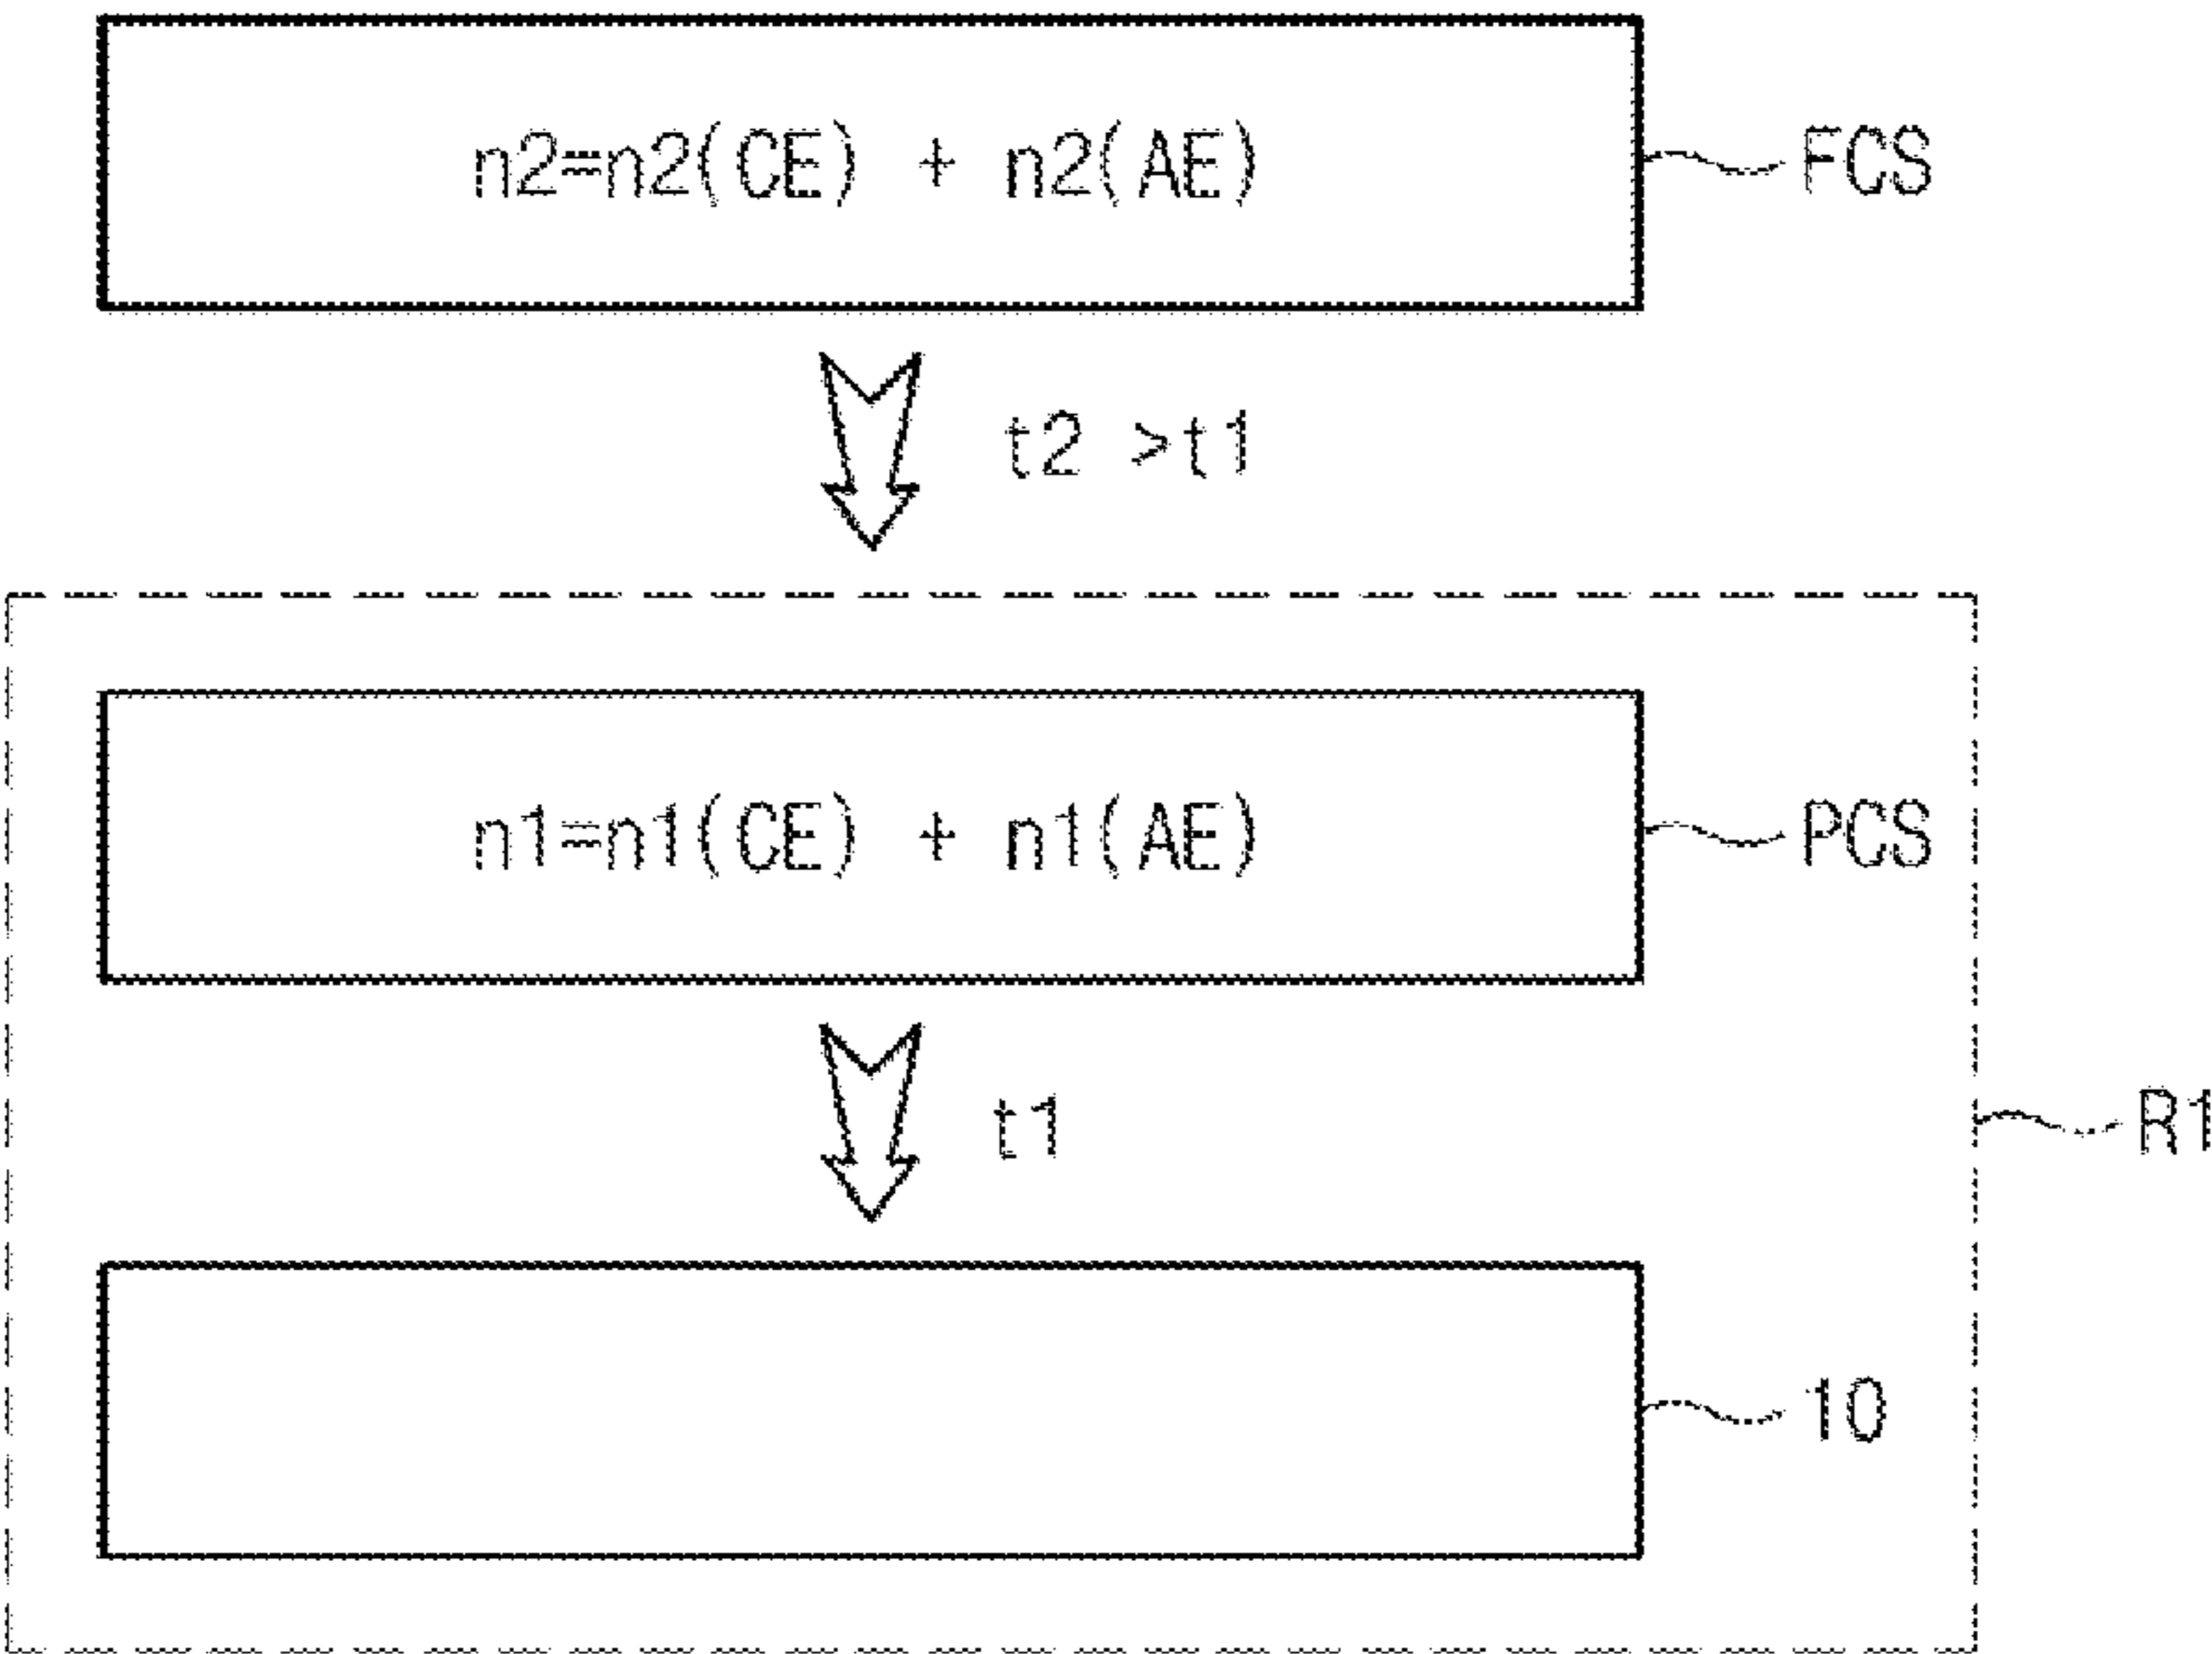 n2=n2(CE) + n2(AE)
FCS
t2 >t1
n1=n1(CE) + n1(AE)
PCS
t1
R1
10